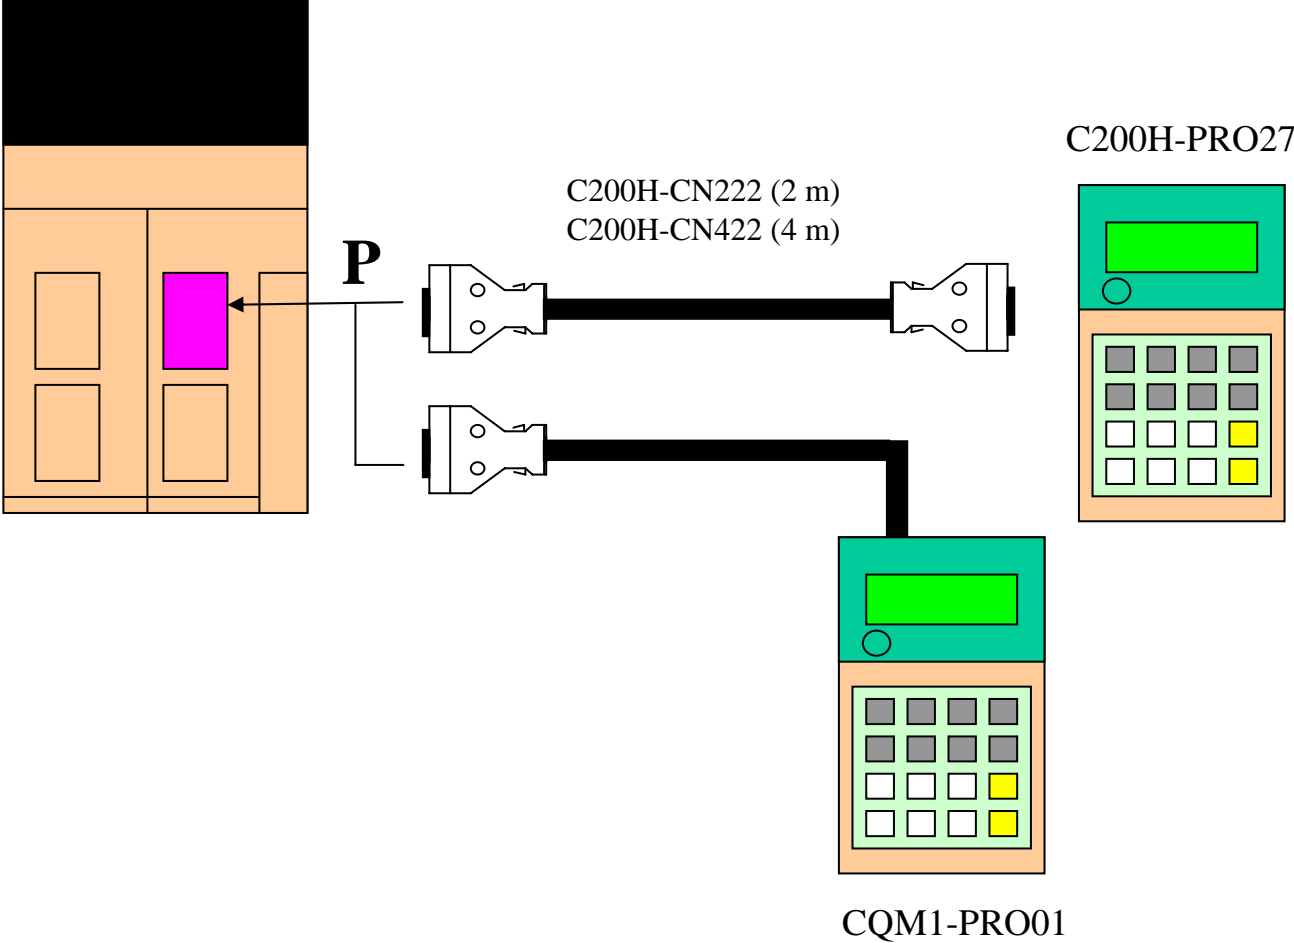 C200H-PRO27
C200H-CN222 (2 m)
C200H-CN422 (4 m)
P
CQM1-PRO01